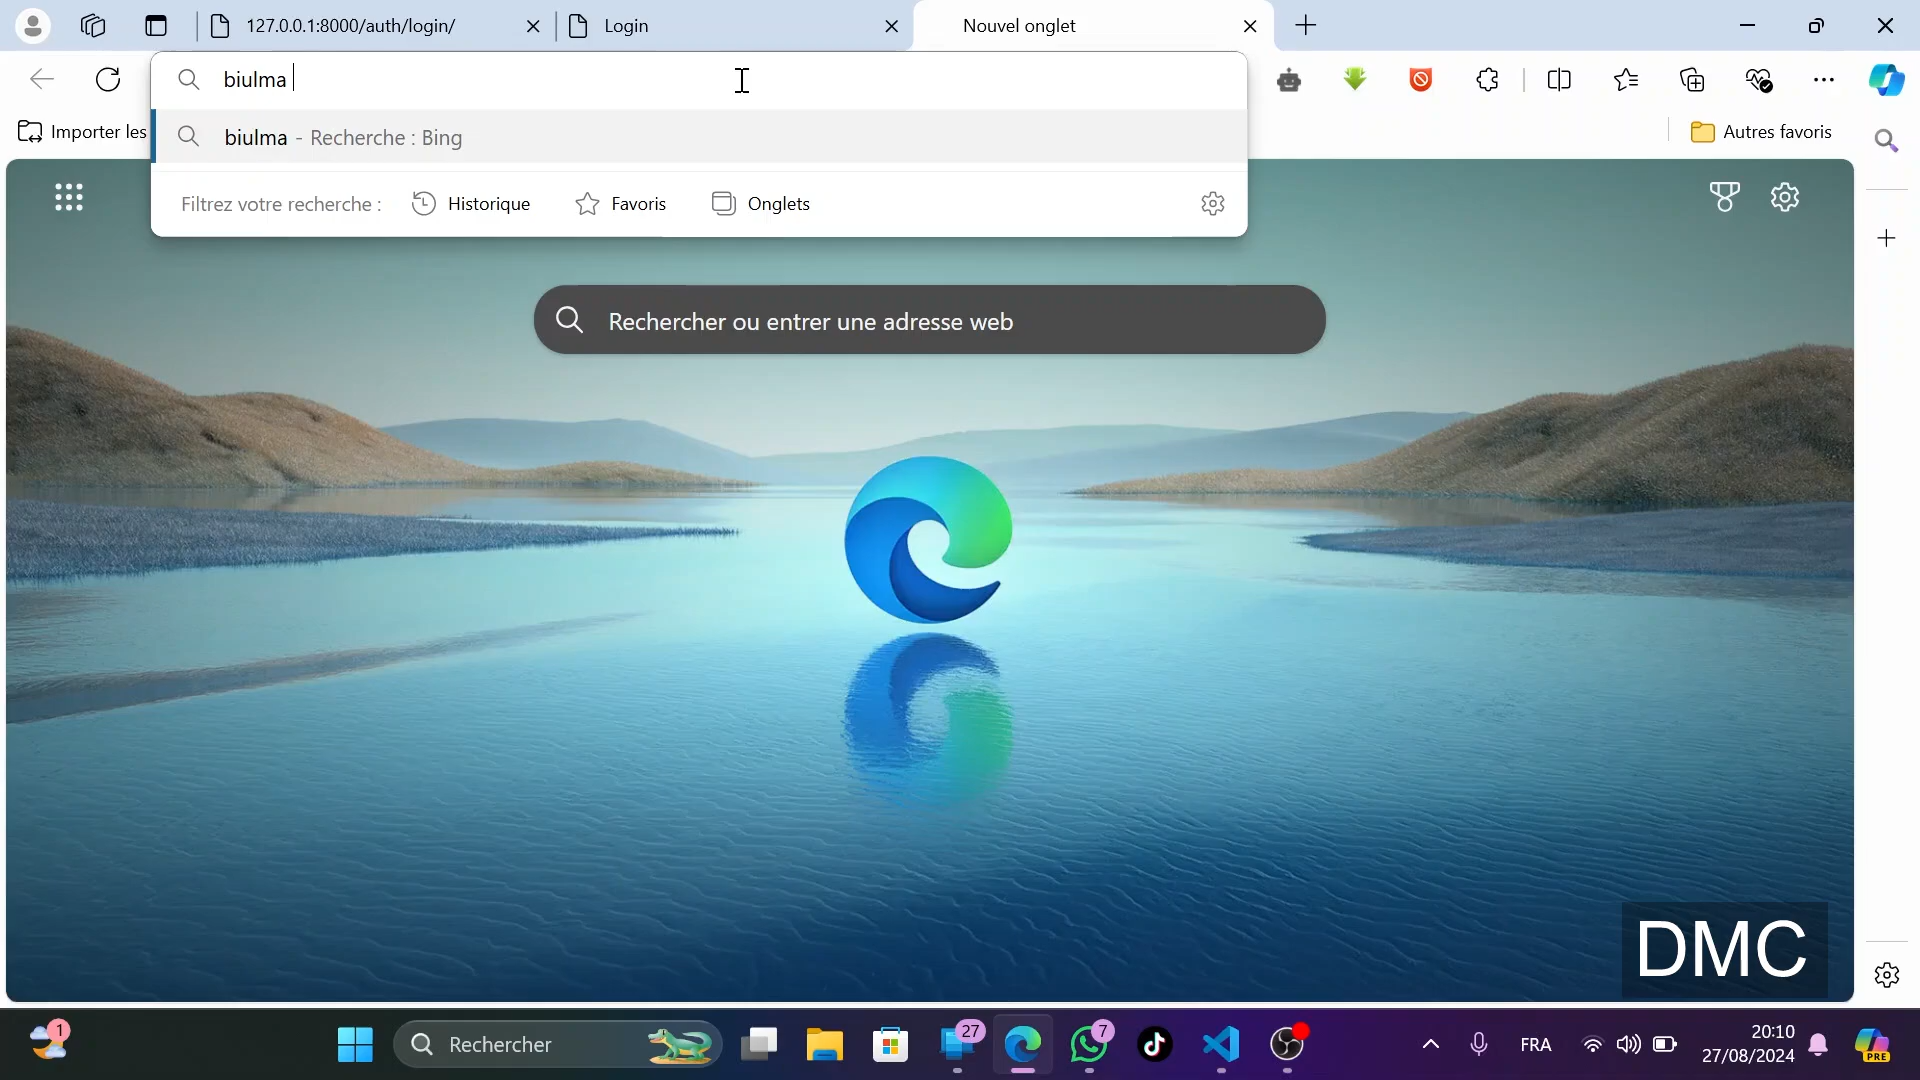 127.0.0.1:8000/auth/login/
Login
Nouvel onglet
biulma
biulma - Recherche : Bing
Importer les
Autres favoris
Filtrez votre recherche :
Historique
Favoris
Onglets
Rechercher ou entrer une adresse web
DMC
1
Rechercher
27
7
FRA
20:10
27/08/2024
PRE